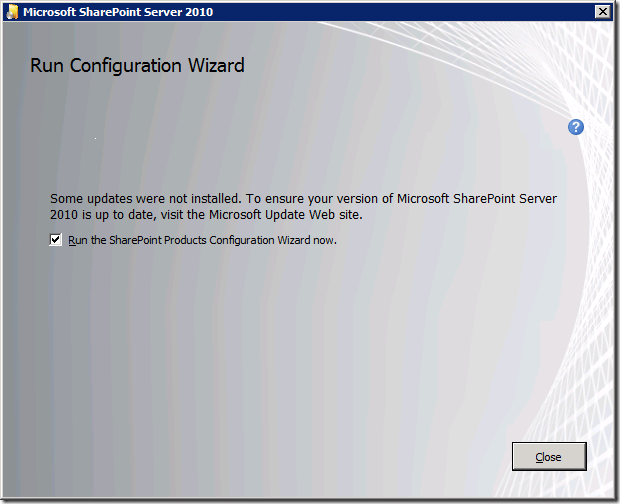 Microsoft SharePoint Server 2010
Run Configuration Wizard
?
Some updates were not installed. To ensure your version of Microsoft SharePoint Server
2010 is up to date, visit the Microsoft Update Web site.
Run the SharePoint Products Configuration Wizard now.
Close